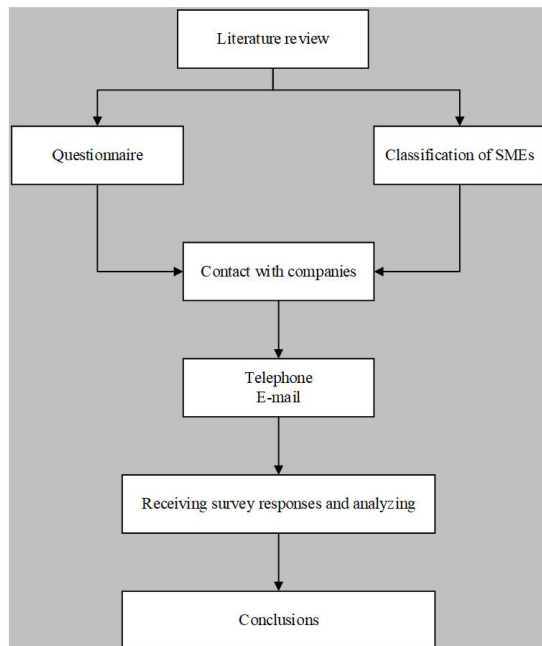 Literature review
Questionnaire
Classification of SMEs
Contact with companies
Telephone
E-mail
Receiving survey responses and analyzing
Conclusions